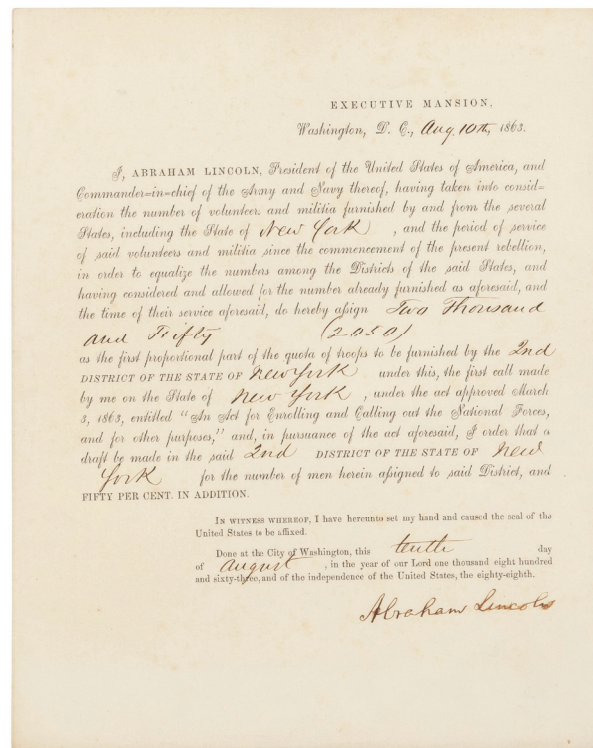 EXECUTIVE MANSION,
Washington, D. C., Aug. 10th, 1863.
I, ABRAHAM LINCOLN, President of the United States of America, and
Commander=in=chief of the Army and Navy thereof, having taken into consid=
eration the number of volunteer and militia furnished by and from the several
States, including the State of New York , and the period of service
of said volunteers and militia since the commencement of the present rebellion,
in order to equalize the numbers among the Districts of the said States, and
having considered and allowed for the number already furnished as aforesaid, and
the time of their service aforesaid, do hereby assign Two Thousand
and Fifty (2050)
as the first proportional part of the quota of troops to be furnished by the 2nd
DISTRICT OF THE STATE OF New York under this, the first call made
by me on the State of New York , under the act approved March
3, 1863, entitled "An Act for Enrolling and Calling out the National Forces,
and for other purposes," and, in pursuance of the act aforesaid, I order that a
draft be made in the said 2nd DISTRICT OF THE STATE OF New
York for the number of men herein assigned to said District, and
FIFTY PER CENT. IN ADDITION.
IN WITNESS WHEREOF, I have hereunto set my hand and caused the seal of the
United States to be affixed.
Done at the City of Washington, this tenth day
of August , in the year of our Lord one thousand eight hundred
and sixty-three, and of the independence of the United States, the eighty-eighth.
Abraham Lincoln